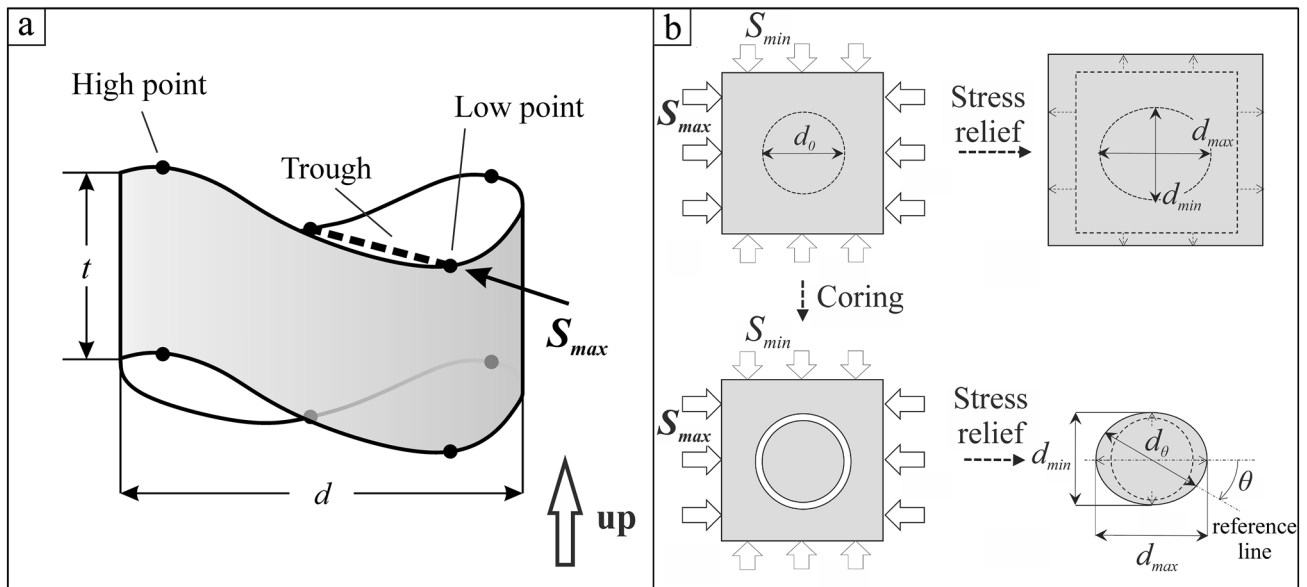 a
High point
Low point
Trough
t
S_max
d
up
b
S_min
S_max
d_0
Stress
relief
d_max
d_min
Coring
S_min
S_max
Stress
relief
d_min
d_θ
θ
reference
line
d_max